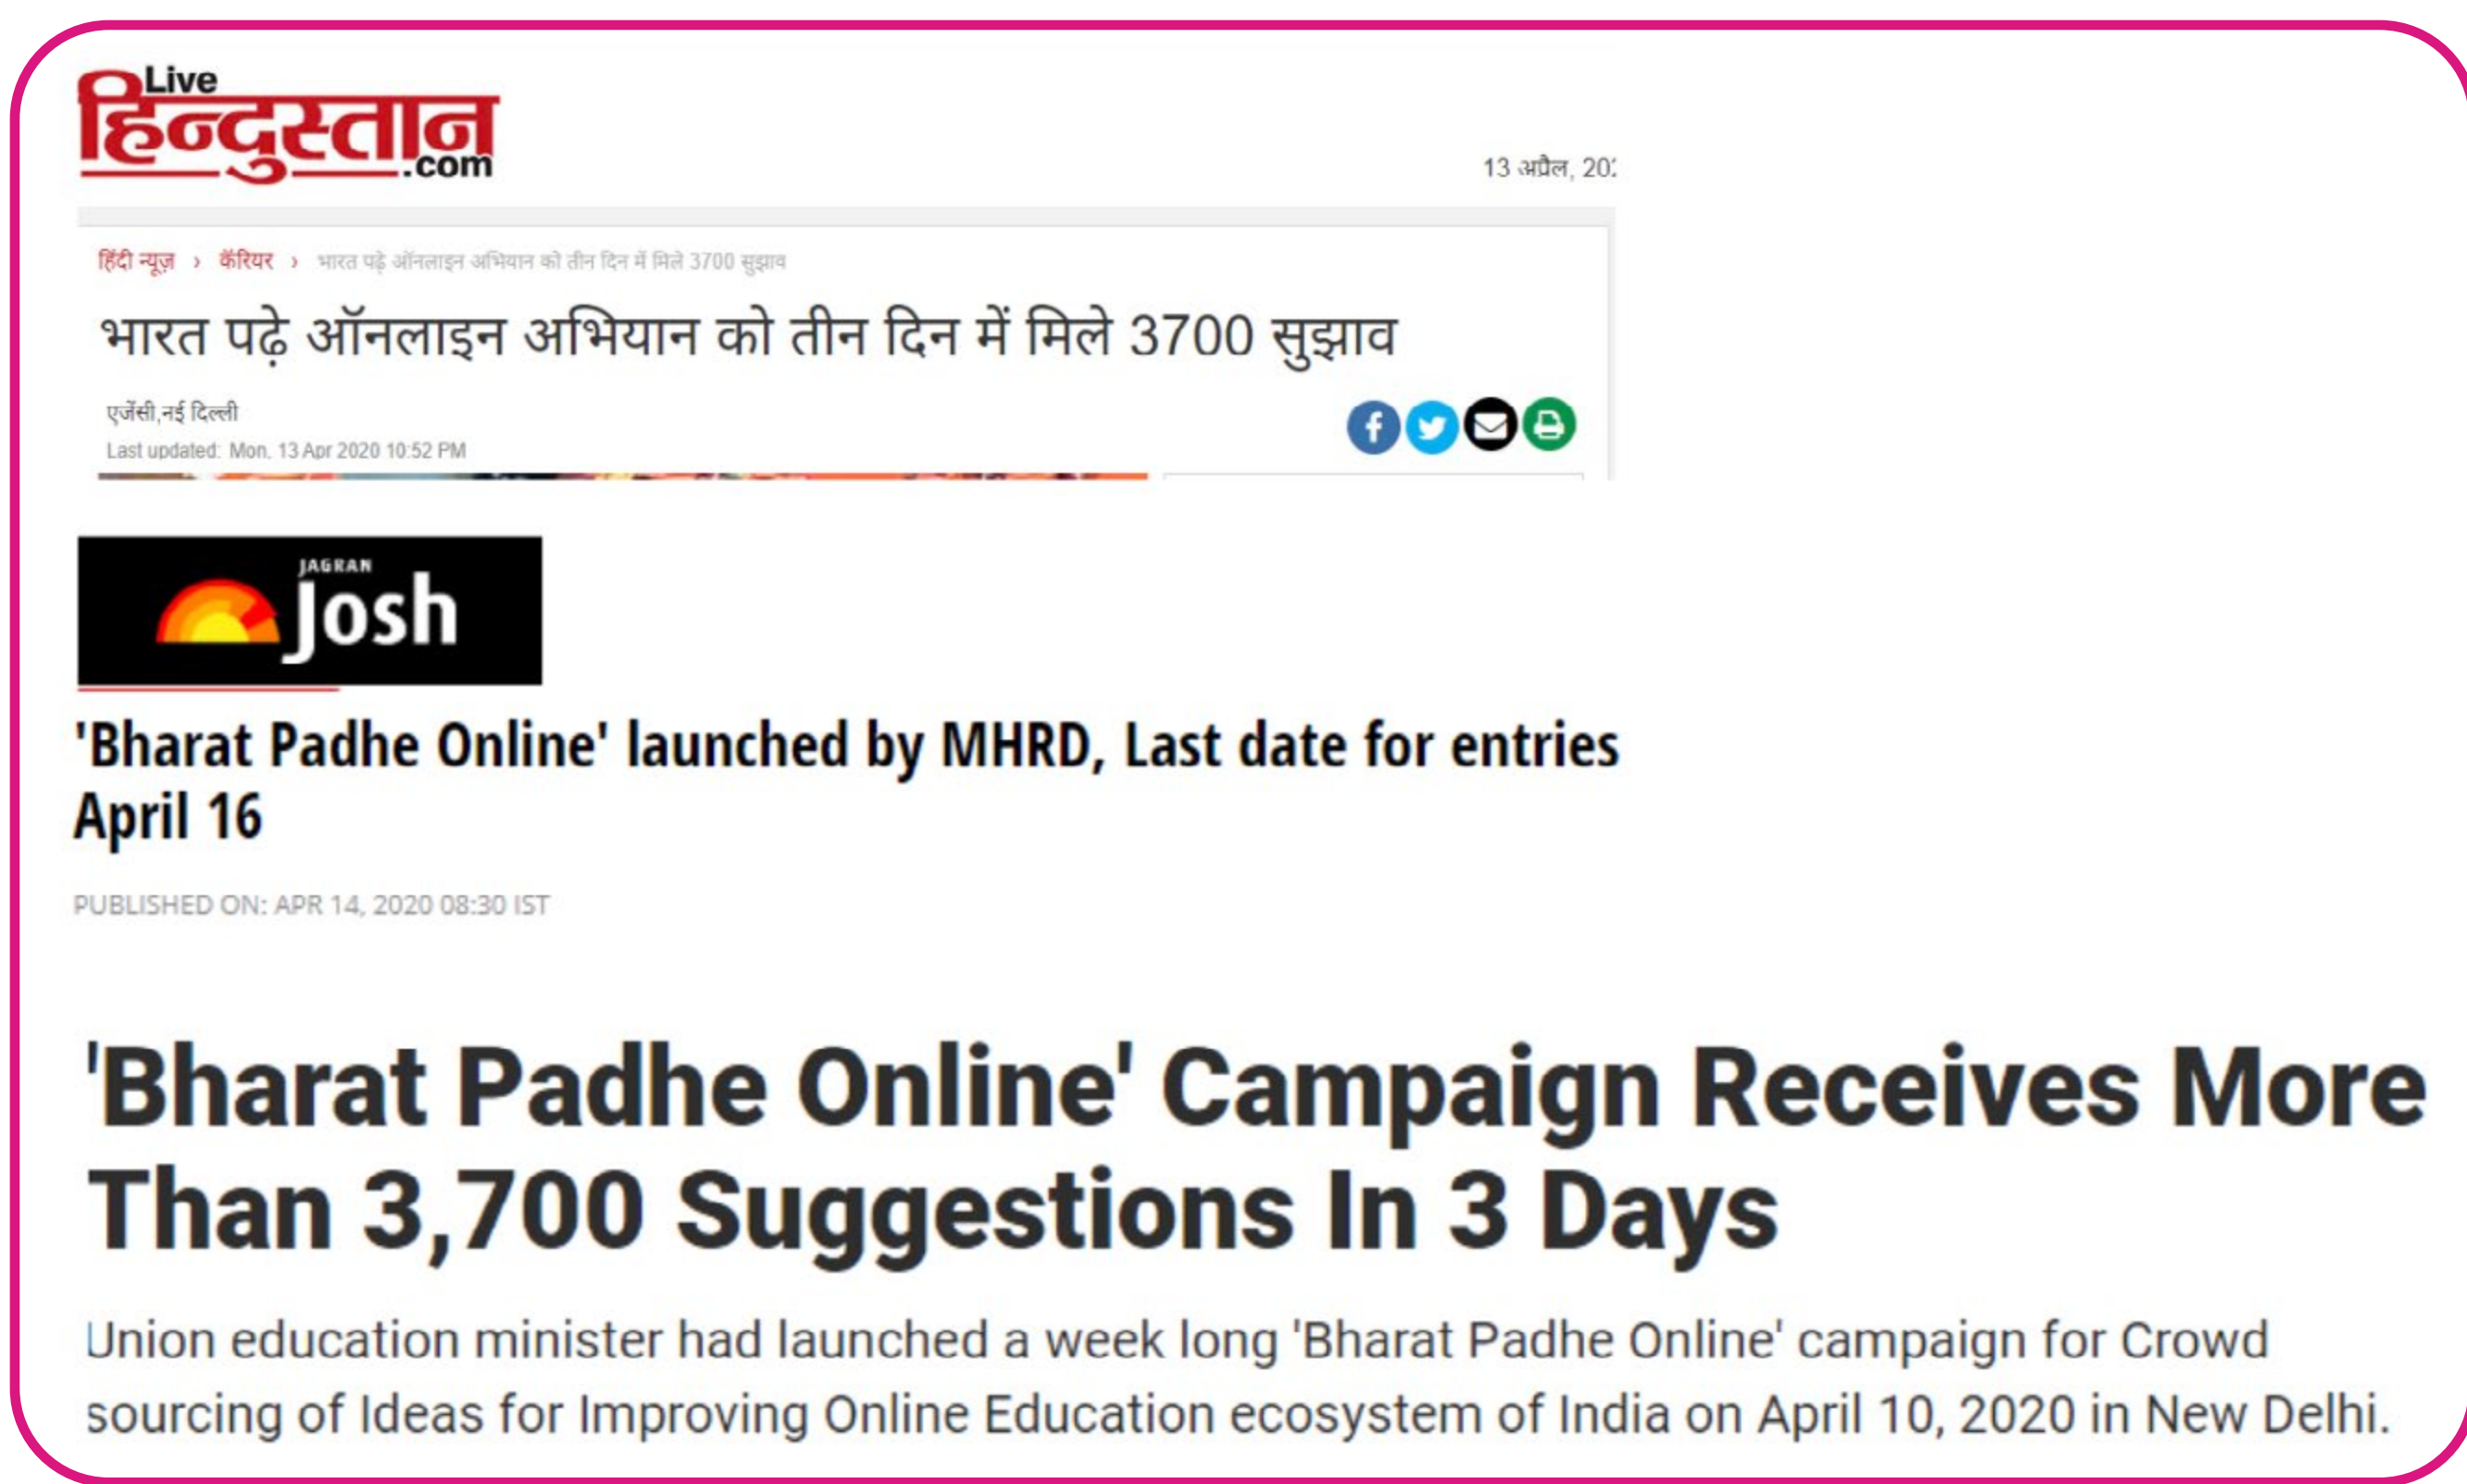 Live
हिन्दुस्तान
.com
13 अप्रैल, 20
हिंदी न्यूज़ › कॅरियर › भारत पढ़े ऑनलाइन अभियान को तीन दिन में मिले 3700 सुझाव
भारत पढ़े ऑनलाइन अभियान को तीन दिन में मिले 3700 सुझाव
एजेंसी,नई दिल्ली
Last updated: Mon, 13 Apr 2020 10:52 PM
JAGRAN
Josh
'Bharat Padhe Online' launched by MHRD, Last date for entries
April 16
PUBLISHED ON: APR 14, 2020 08:30 IST
'Bharat Padhe Online' Campaign Receives More
Than 3,700 Suggestions In 3 Days
Union education minister had launched a week long 'Bharat Padhe Online' campaign for Crowd
sourcing of Ideas for Improving Online Education ecosystem of India on April 10, 2020 in New Delhi.